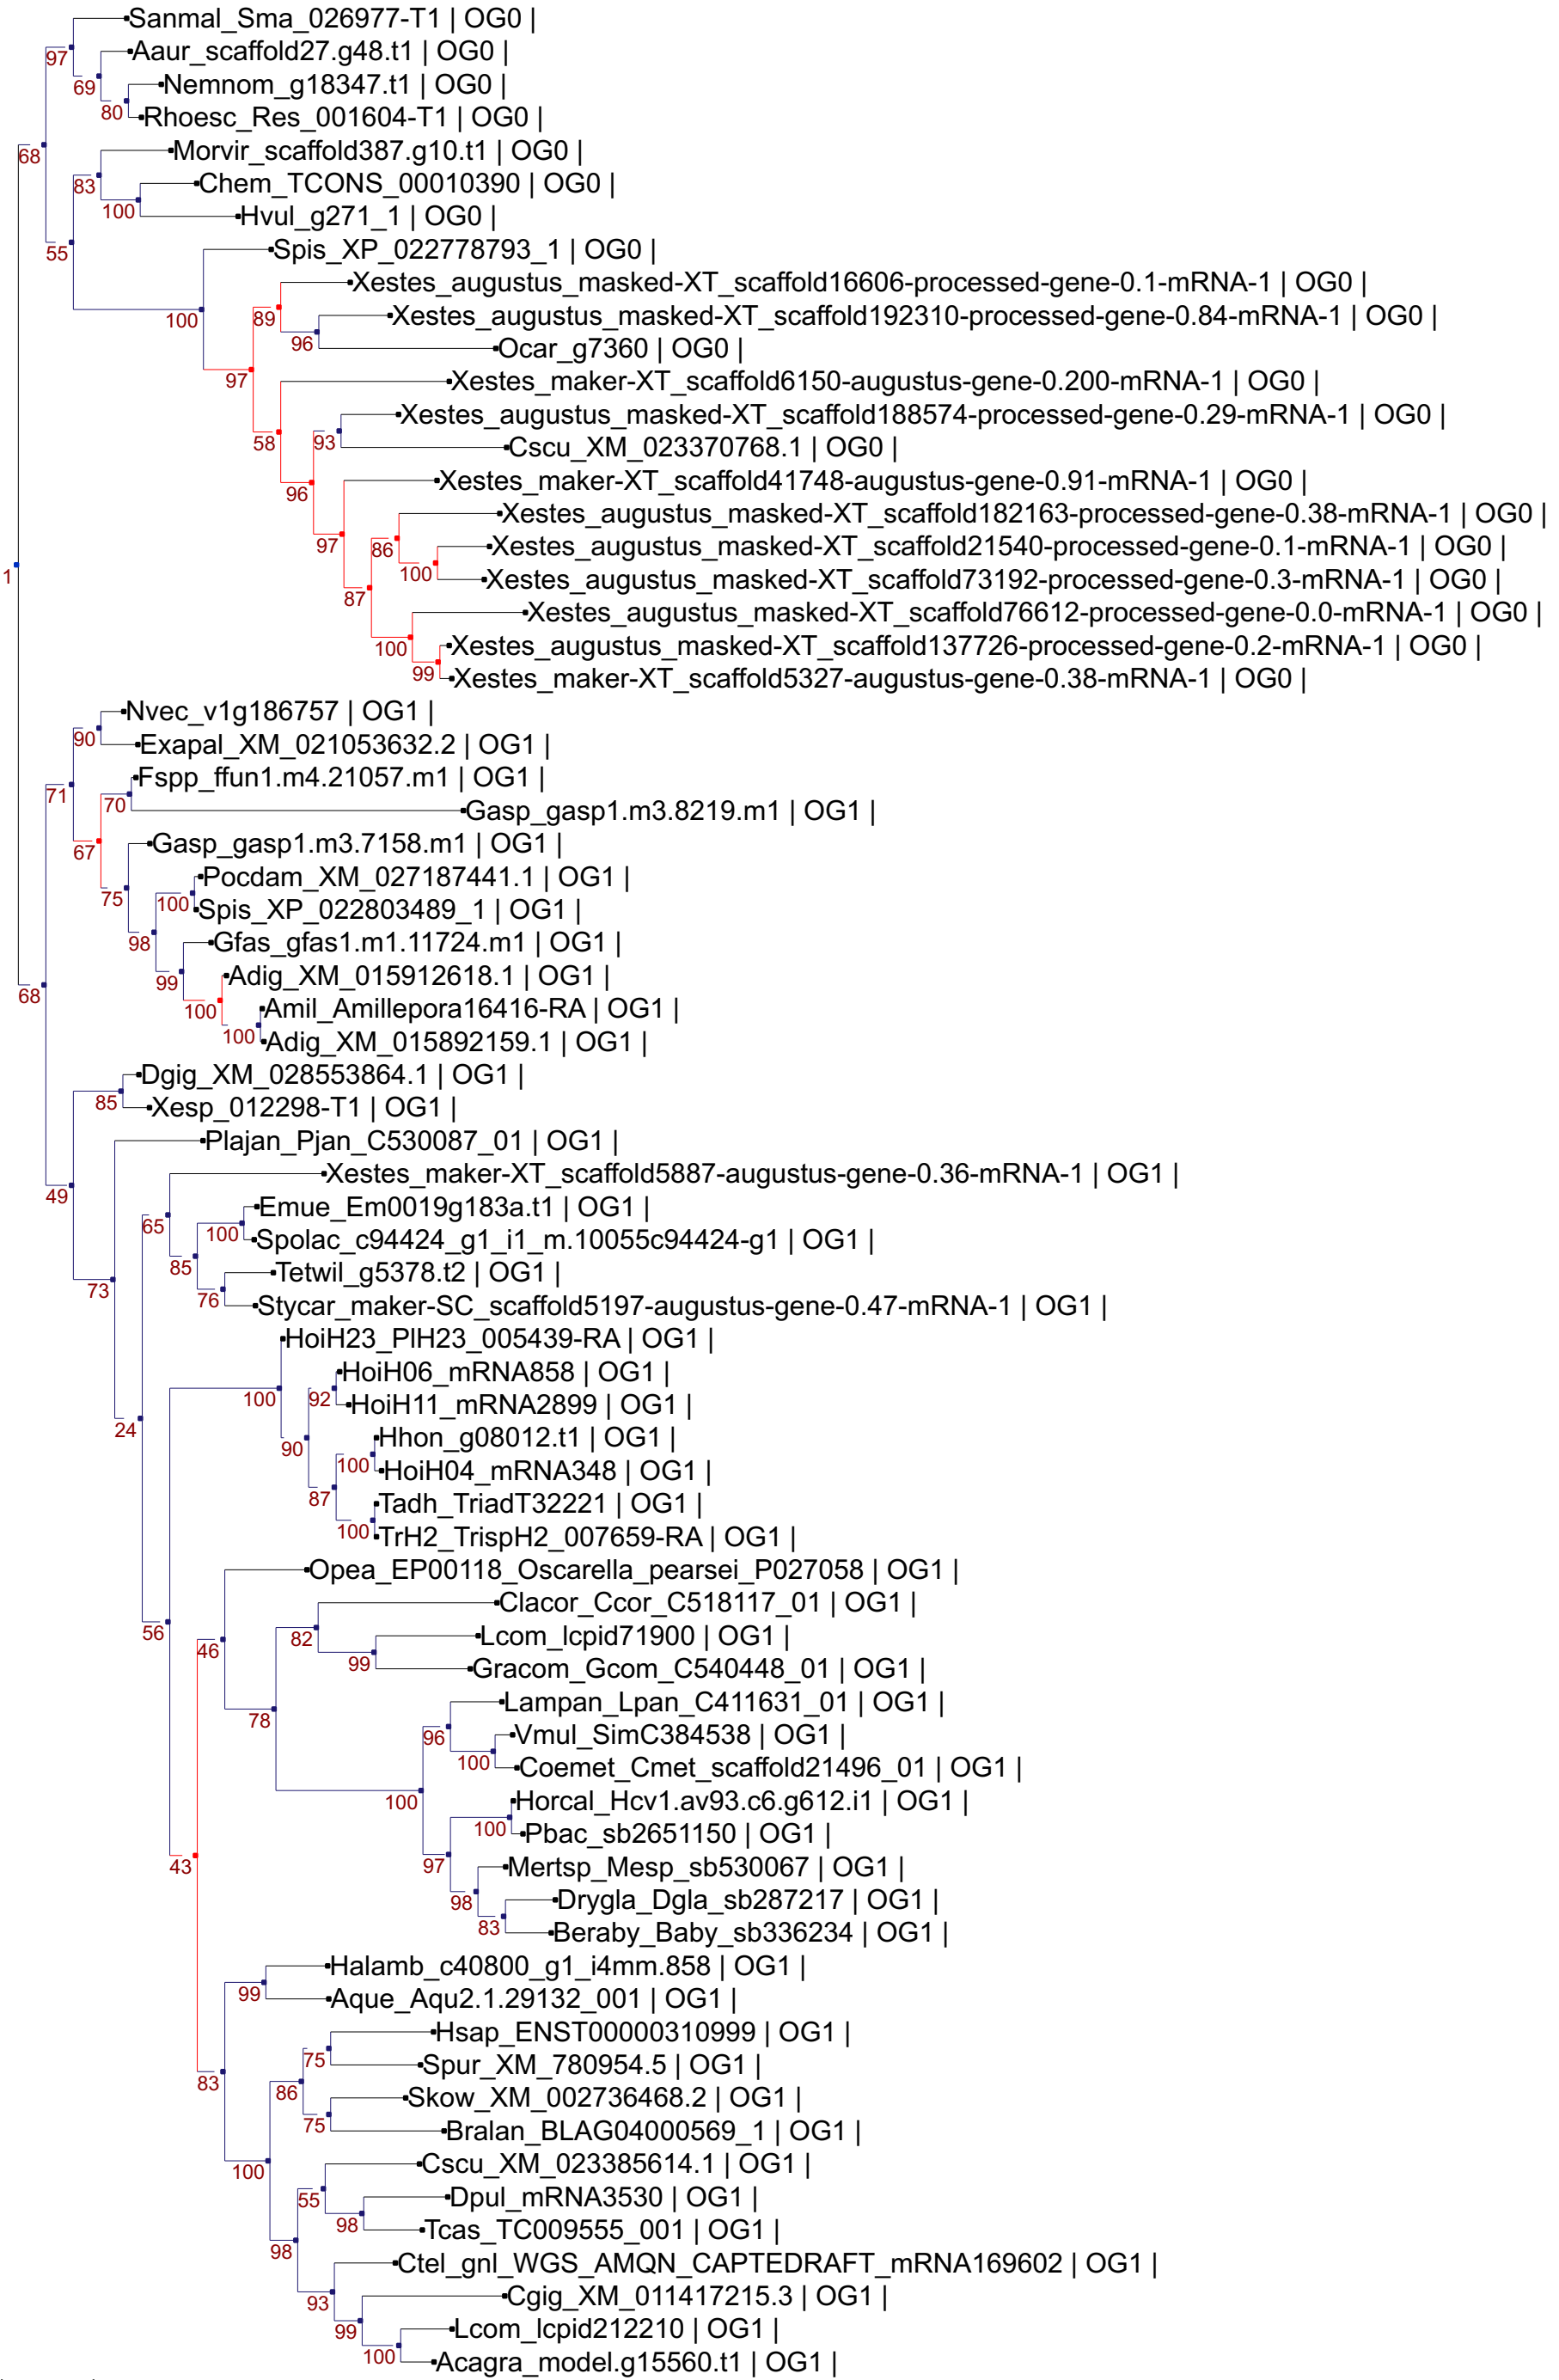 Sanmal_Sma_026977-T1 | OG0 |
97
Aaur_scaffold27.g48.t1 | OG0 |
69
Nemnom_g18347.t1 | OG0 |
80
Rhoesc_Res_001604-T1 | OG0 |
68
Morvir_scaffold387.g10.t1 | OG0 |
83
Chem_TCONS_00010390 | OG0 |
100
Hvul_g271_1 | OG0 |
55
Spis_XP_022778793_1 | OG0 |
Xestes_augustus_masked-XT_scaffold16606-processed-gene-0.1-mRNA-1 | OG0 |
100
89
Xestes_augustus_masked-XT_scaffold192310-processed-gene-0.84-mRNA-1 | OG0 |
96
Ocar_g7360 | OG0 |
97
Xestes_maker-XT_scaffold6150-augustus-gene-0.200-mRNA-1 | OG0 |
Xestes_augustus_masked-XT_scaffold188574-processed-gene-0.29-mRNA-1 | OG0 |
58
93
Cscu_XM_023370768.1 | OG0 |
96
Xestes_maker-XT_scaffold41748-augustus-gene-0.91-mRNA-1 | OG0 |
Xestes_augustus_masked-XT_scaffold182163-processed-gene-0.38-mRNA-1 | OG0 |
97
86
Xestes_augustus_masked-XT_scaffold21540-processed-gene-0.1-mRNA-1 | OG0 |
100
1
Xestes_augustus_masked-XT_scaffold73192-processed-gene-0.3-mRNA-1 | OG0 |
87
Xestes_augustus_masked-XT_scaffold76612-processed-gene-0.0-mRNA-1 | OG0 |
100
Xestes_augustus_masked-XT_scaffold137726-processed-gene-0.2-mRNA-1 | OG0 |
99
Xestes_maker-XT_scaffold5327-augustus-gene-0.38-mRNA-1 | OG0 |
Nvec_v1g186757 | OG1 |
90
Exapal_XM_021053632.2 | OG1 |
71
Fspp_ffun1.m4.21057.m1 | OG1 |
70
Gasp_gasp1.m3.8219.m1 | OG1 |
67
Gasp_gasp1.m3.7158.m1 | OG1 |
75
Pocdam_XM_027187441.1 | OG1 |
100
Spis_XP_022803489_1 | OG1 |
98
Gfas_gfas1.m1.11724.m1 | OG1 |
99
Adig_XM_015912618.1 | OG1 |
68
100
Amil_Amillepora16416-RA | OG1 |
100
Adig_XM_015892159.1 | OG1 |
Dgig_XM_028553864.1 | OG1 |
85
Xesp_012298-T1 | OG1 |
Plajan_Pjan_C530087_01 | OG1 |
Xestes_maker-XT_scaffold5887-augustus-gene-0.36-mRNA-1 | OG1 |
49
Emue_Em0019g183a.t1 | OG1 |
65
100
Spolac_c94424_g1_i1_m.10055c94424-g1 | OG1 |
85
Tetwil_g5378.t2 | OG1 |
73
76
Stycar_maker-SC_scaffold5197-augustus-gene-0.47-mRNA-1 | OG1 |
HoiH23_PlH23_005439-RA | OG1 |
HoiH06_mRNA858 | OG1 |
100
92
HoiH11_mRNA2899 | OG1 |
24
Hhon_g08012.t1 | OG1 |
90
100
HoiH04_mRNA348 | OG1 |
87
Tadh_TriadT32221 | OG1 |
100
TrH2_TrispH2_007659-RA | OG1 |
Opea_EP00118_Oscarella_pearsei_P027058 | OG1 |
Clacor_Ccor_C518117_01 | OG1 |
56
82
Lcom_lcpid71900 | OG1 |
46
99
Gracom_Gcom_C540448_01 | OG1 |
Lampan_Lpan_C411631_01 | OG1 |
78
96
Vmul_SimC384538 | OG1 |
100
Coemet_Cmet_scaffold21496_01 | OG1 |
100
Horcal_Hcv1.av93.c6.g612.i1 | OG1 |
100
Pbac_sb2651150 | OG1 |
43
97
Mertsp_Mesp_sb530067 | OG1 |
98
Drygla_Dgla_sb287217 | OG1 |
83
Beraby_Baby_sb336234 | OG1 |
Halamb_c40800_g1_i4mm.858 | OG1 |
99
Aque_Aqu2.1.29132_001 | OG1 |
Hsap_ENST00000310999 | OG1 |
75
Spur_XM_780954.5 | OG1 |
83
86
Skow_XM_002736468.2 | OG1 |
75
Bralan_BLAG04000569_1 | OG1 |
100
Cscu_XM_023385614.1 | OG1 |
55
Dpul_mRNA3530 | OG1 |
98
Tcas_TC009555_001 | OG1 |
98
Ctel_gnl_WGS_AMQN_CAPTEDRAFT_mRNA169602 | OG1 |
93
Cgig_XM_011417215.3 | OG1 |
99
Lcom_lcpid212210 | OG1 |
100
Acagra_model.g15560.t1 | OG1 |